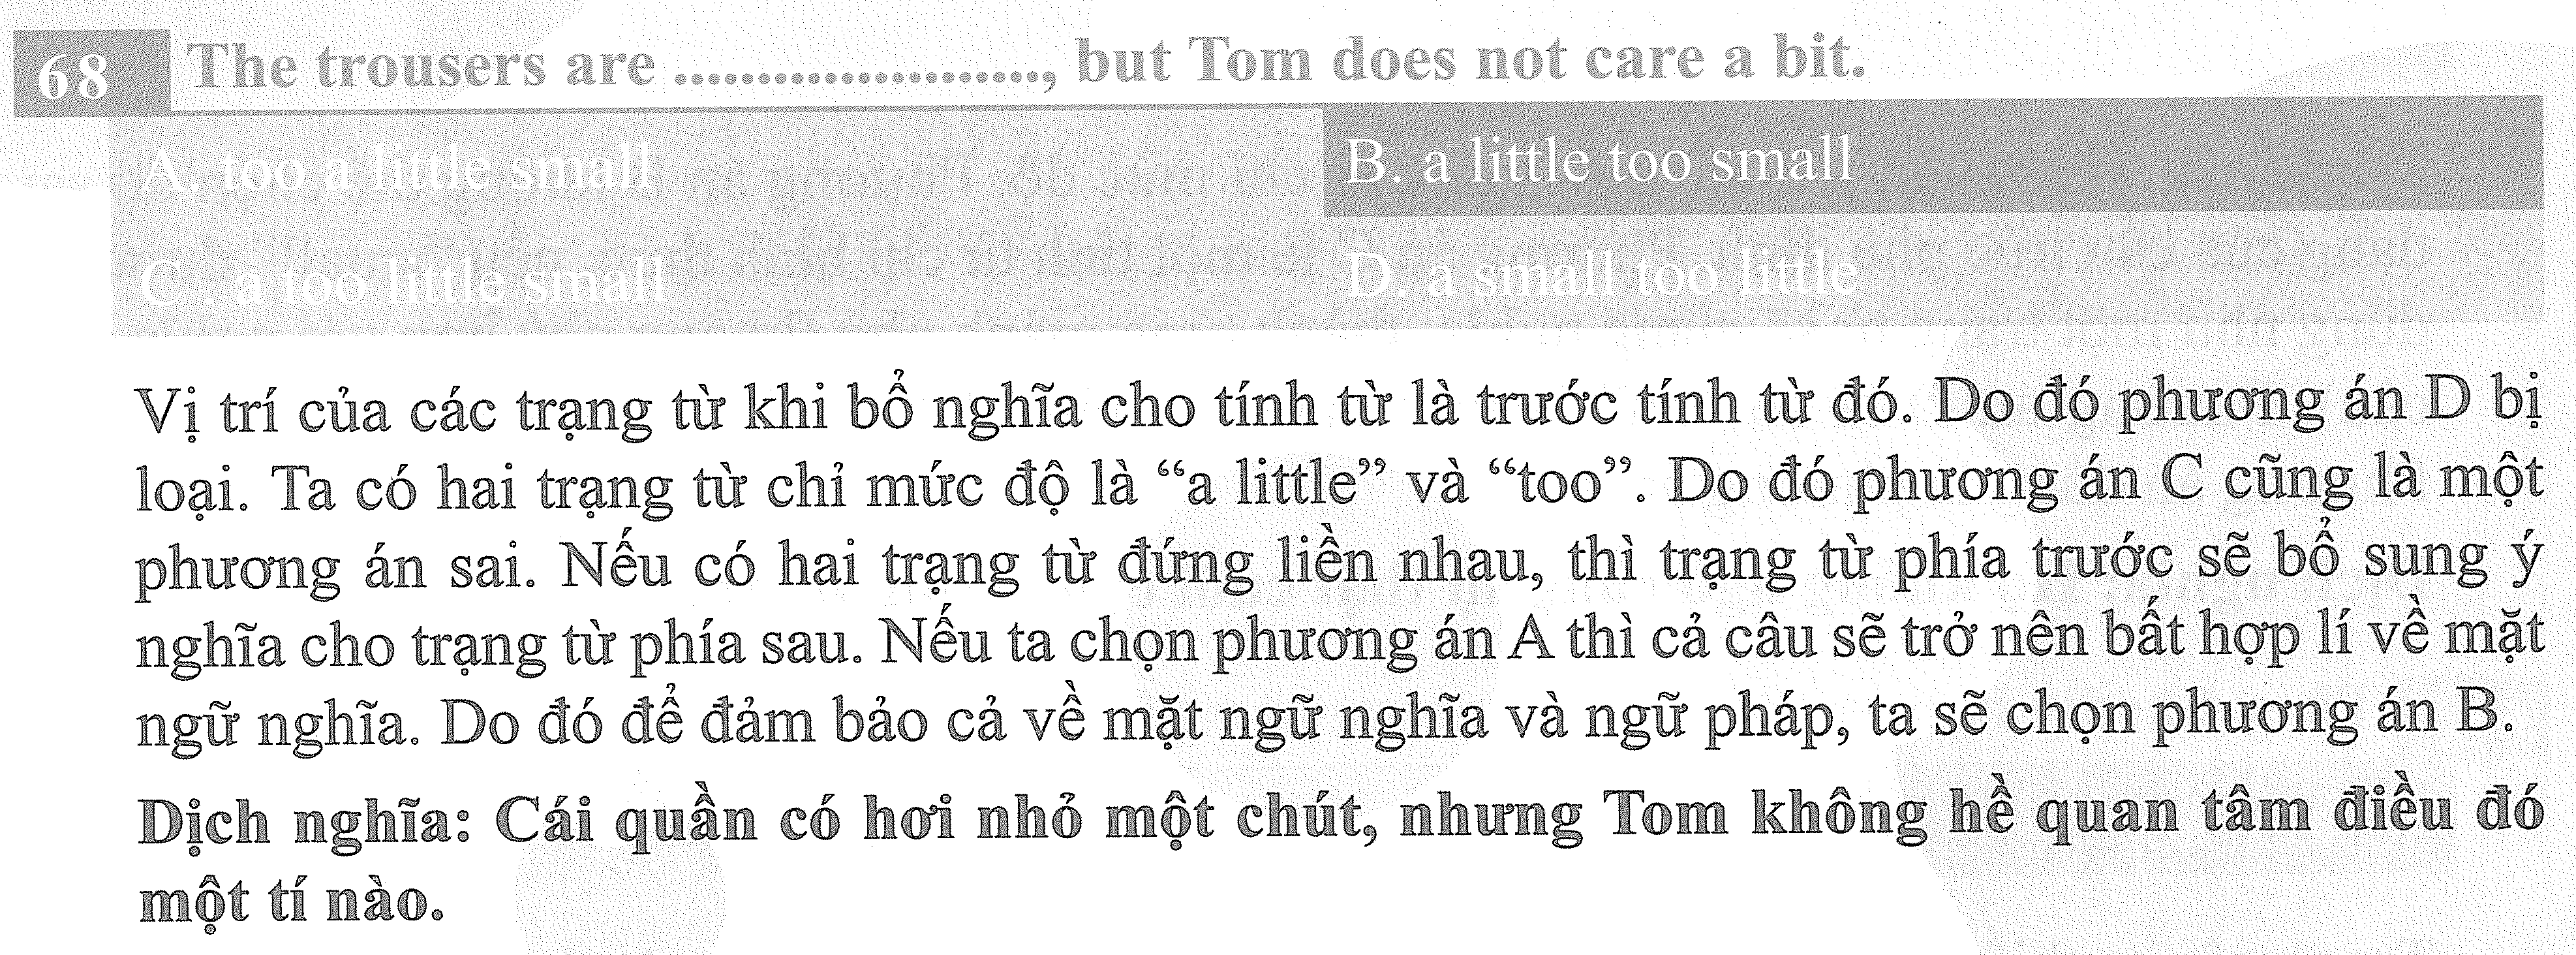 68 The trousers are ......................, but Tom does not care a bit.
A. too a little small B. a little too small
C . a too little small D. a small too little
Vị trí của các trạng từ khi bổ nghĩa cho tính từ là trước tính từ đó. Do đó phương án D bị
loại. Ta có hai trạng từ chỉ mức độ là “a little” và “too”. Do đó phương án C cũng là một
phương án sai. Nếu có hai trạng từ đứng liền nhau, thì trạng từ phía trước sẽ bổ sung ý
nghĩa cho trạng từ phía sau. Nếu ta chọn phương án A thì cả câu sẽ trở nên bất hợp lí về mặt
ngữ nghĩa. Do đó để đảm bảo cả về mặt ngữ nghĩa và ngữ pháp, ta sẽ chọn phương án B.
Dịch nghĩa: Cái quần có hơi nhỏ một chút, nhưng Tom không hề quan tâm điều đó
một tí nào.